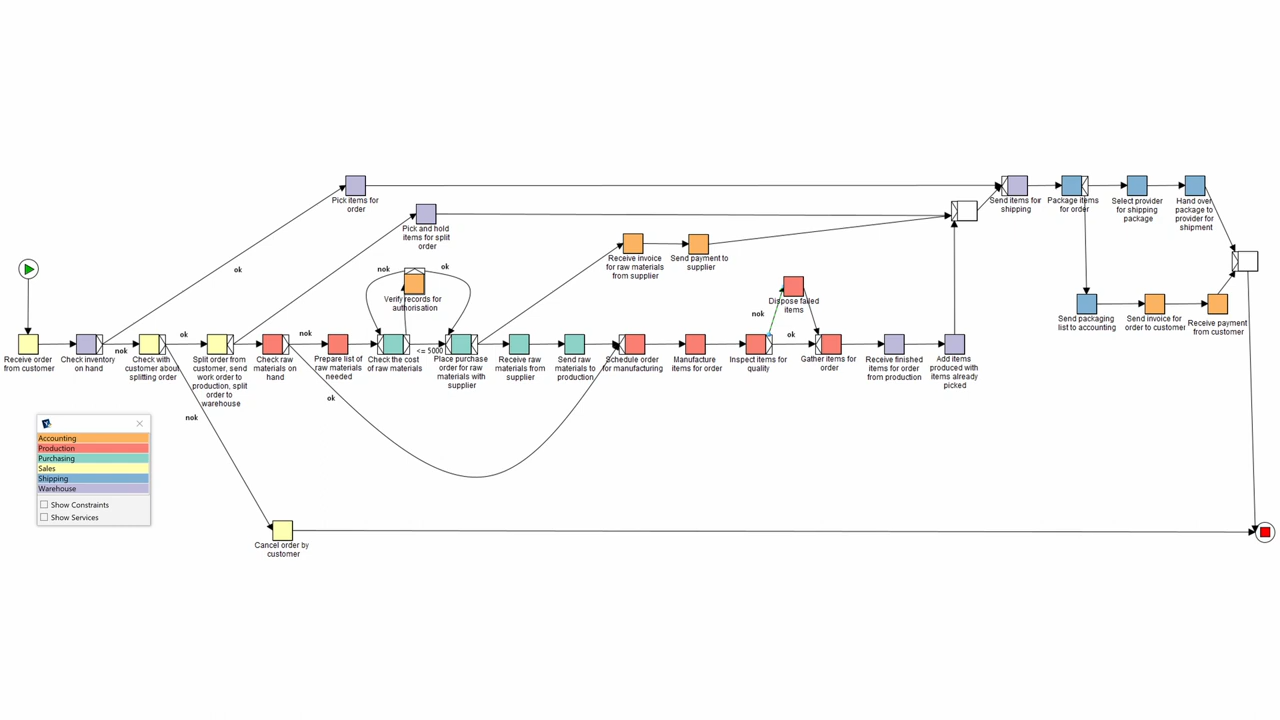 Pick items for
order
Pick and hold
items for split
order
ok
nok
ok
Verify records for
authorisation
Receive invoice
for raw materials
from supplier
Send payment to
supplier
Send items for
shipping
Package items
for order
Select provider
for shipping
package
Hand over
package to
provider for
shipment
nok
Dispose failed
items
Send packaging
list to accounting
Send invoice for
order to customer
Receive payment
from customer
Receive order
from customer
Check inventory
on hand
nok
Check with
customer about
splitting order
ok
Split order from
customer, send
work order to
production, split
order to
warehouse
Check raw
materials on
hand
nok
ok
Prepare list of
raw materials
needed
Check the cost
of raw materials
<= 5000
Place purchase
order for raw
materials with
supplier
Receive raw
materials from
supplier
Send raw
materials to
production
Schedule order
for manufacturing
Manufacture
items for order
Inspect items for
quality
ok
Gather items for
order
Receive finished
items for order
from production
Add items
produced with
items already
picked
nok
Accounting
Production
Purchasing
Sales
Shipping
Warehouse
Show Constraints
Show Services
Cancel order by
customer